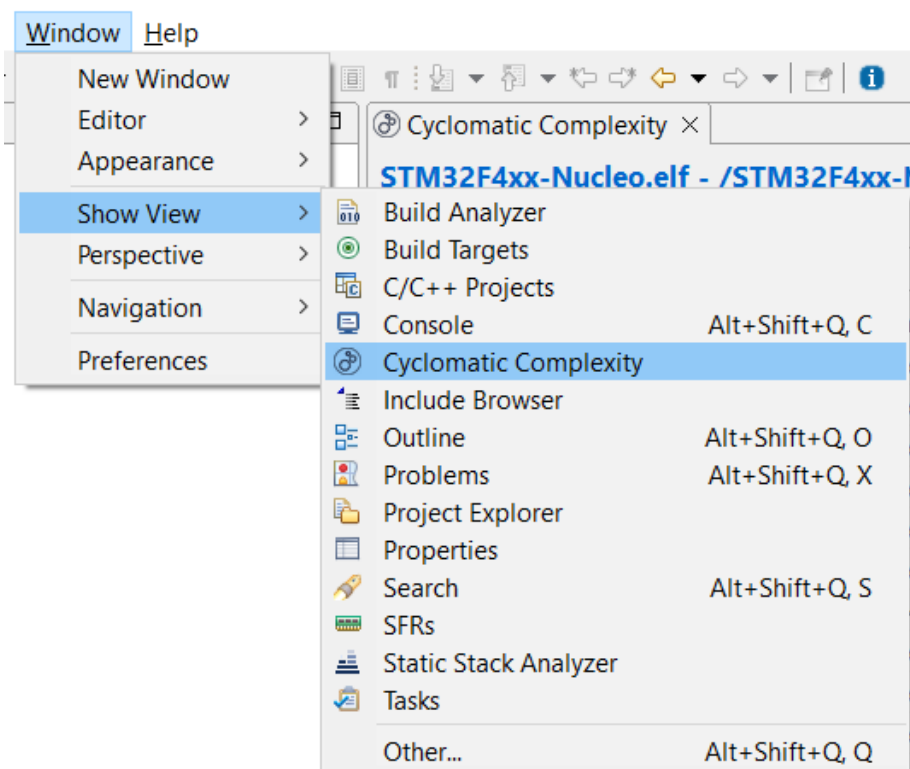 Window Help
New Window
Editor
Appearance
Show View
Perspective
Navigation
Preferences
Cyclomatic Complexity
STM32F4xx-Nucleo.elf - /STM32F4xx-
Build Analyzer
Build Targets
C/C++ Projects
Console Alt+Shift+Q, C
Cyclomatic Complexity
Include Browser
Outline Alt+Shift+Q, O
Problems Alt+Shift+Q, X
Project Explorer
Properties
Search Alt+Shift+Q, S
SFRs
Static Stack Analyzer
Tasks
Other... Alt+Shift+Q, Q